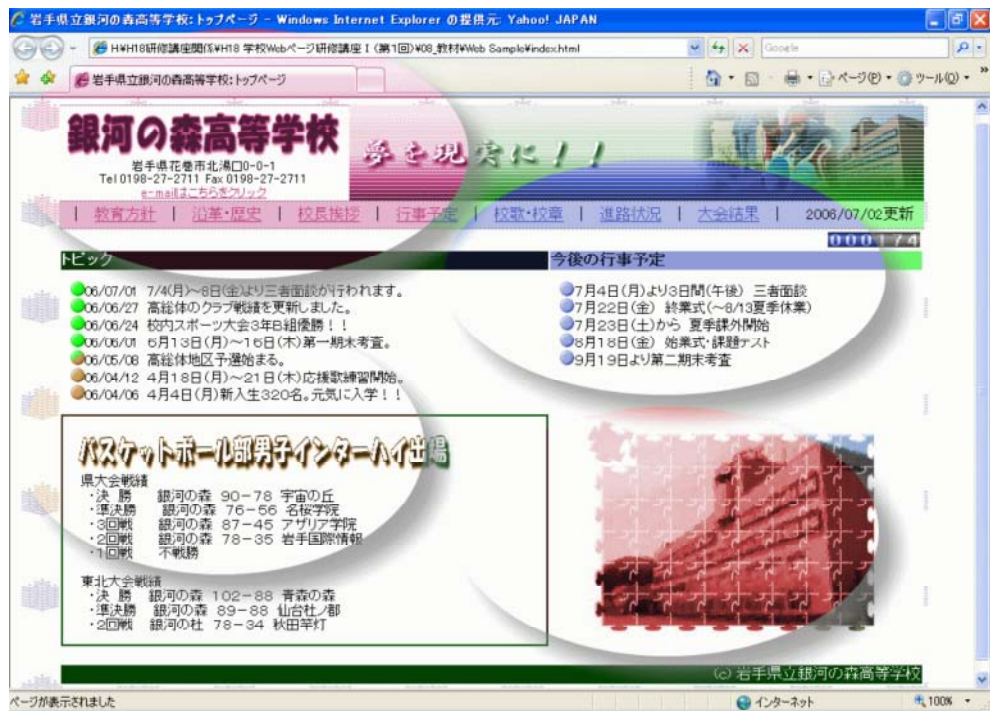 岩手県立銀河の森高等学校:トップページ - Windows Internet Explorer の提供元: Yahoo! JAPAN
H:¥H18研修講座関係¥H18 学校Webページ研修講座Ⅰ(第1回)¥08_教材¥Web Sample¥index.html
Google
岩手県立銀河の森高等学校:トップページ
ページ(P)
ツール(O)
銀河の森高等学校
夢を現実に!!
岩手県花巻市北湯口0-0-1
Tel 0198-27-2711 Fax 0198-27-2711
e-mailはこちらをクリック
| 教育方針 | 沿革・歴史 | 校長挨拶 | 行事予定 | 校歌・校章 | 進路状況 | 大会結果 | 2006/07/02更新
000174
トピック
今後の行事予定
06/07/01 7/4(月)~8日(金)より三者面談が行われます。
06/06/27 高総体のクラブ戦績を更新しました。
06/06/24 校内スポーツ大会3年B組優勝!!
06/06/01 6月13日(月)~16日(木)第一期末考査。
06/05/08 高総体地区予選始まる。
06/04/12 4月18日(月)~21日(木)応援歌練習開始。
06/04/06 4月4日(月)新入生320名。元気に入学!!
7月4日(月)より3日間(午後) 三者面談
7月22日(金) 終業式(~8/13夏季休業)
7月23日(土)から 夏季課外開始
8月18日(金) 始業式・課題テスト
9月19日より第二期末考査
バスケットボール部男子インターハイ出場
県大会戦績
・決 勝 銀河の森 90-78 宇宙の丘
・準決勝 銀河の森 76-56 名桜学院
・3回戦 銀河の森 87-45 アザリア学院
・2回戦 銀河の森 78-35 岩手国際情報
・1回戦 不戦勝
東北大会戦績
・決 勝 銀河の森 102-88 青森の森
・準決勝 銀河の森 89-88 仙台杜ノ都
・2回戦 銀河の杜 78-34 秋田竿灯
(c) 岩手県立銀河の森高等学校
ページが表示されました
インターネット
100%